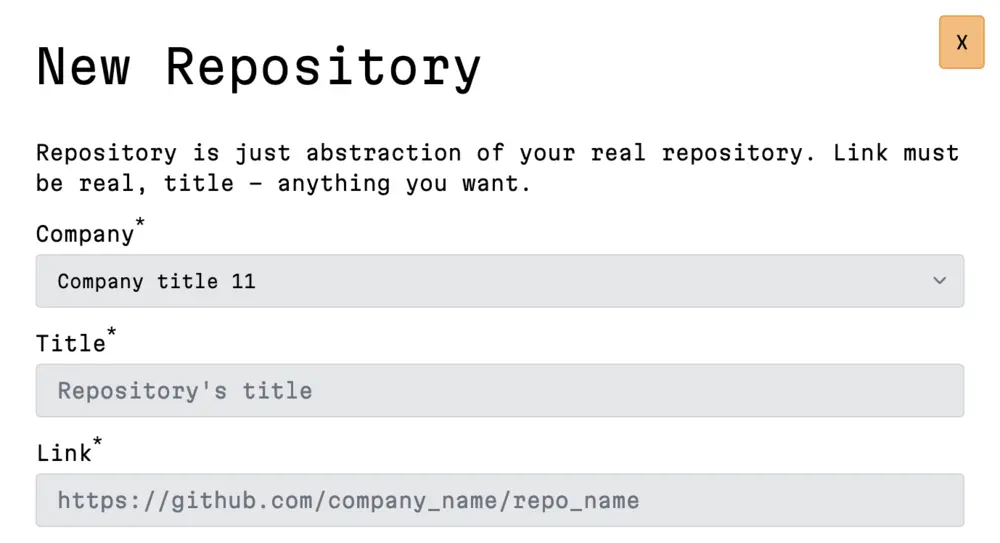 New Repository
X
Repository is just abstraction of your real repository. Link must
be real, title – anything you want.
Company*
Company title 11
Title*
Repository's title
Link*
https://github.com/company_name/repo_name